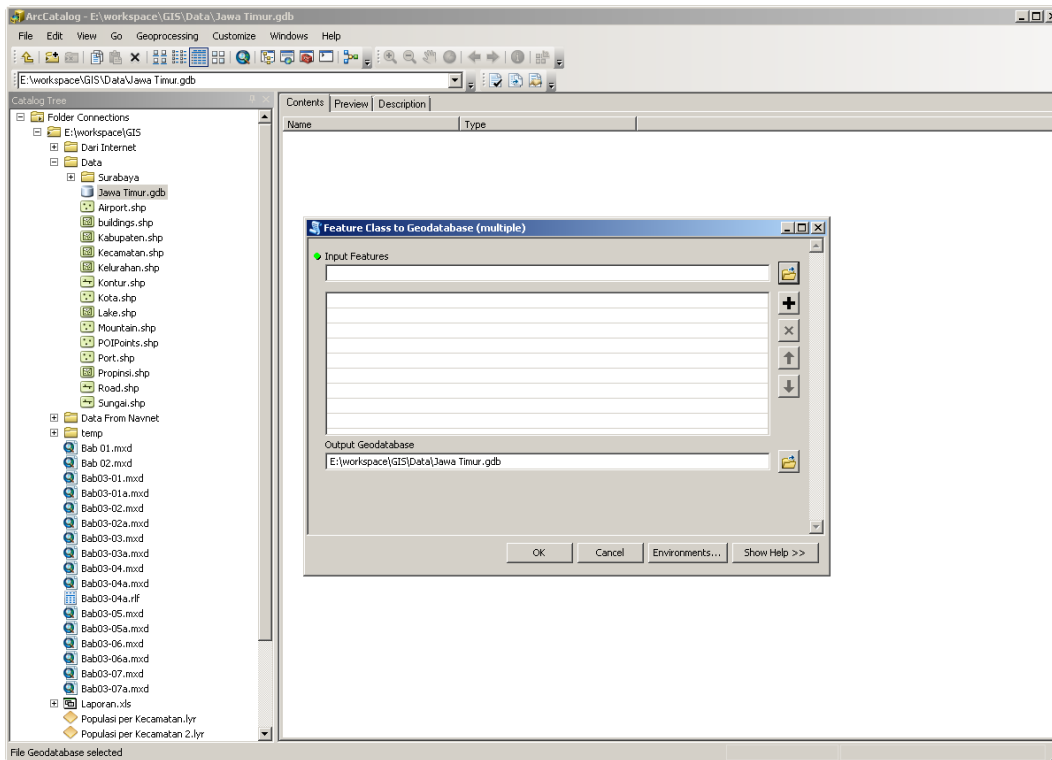 ArcCatalog - E:\workspace\GIS\Data\Jawa Timur.gdb
File Edit View Go Geoprocessing Customize Windows Help
E:\workspace\GIS\Data\Jawa Timur.gdb
Catalog Tree
Contents Preview Description
Name Type
Folder Connections
E:\workspace\GIS
Dari Internet
Data
Surabaya
Jawa Timur.gdb
Airport.shp
buildings.shp
Kabupaten.shp
Kecamatan.shp
Kelurahan.shp
Kontur.shp
Kota.shp
Lake.shp
Mountain.shp
POIPoints.shp
Port.shp
Propinsi.shp
Road.shp
Sungai.shp
Data From Navnet
temp
Bab 01.mxd
Bab 02.mxd
Bab03-01.mxd
Bab03-01a.mxd
Bab03-02.mxd
Bab03-02a.mxd
Bab03-03.mxd
Bab03-03a.mxd
Bab03-04.mxd
Bab03-04a.mxd
Bab03-04a.rlf
Bab03-05.mxd
Bab03-05a.mxd
Bab03-06.mxd
Bab03-06a.mxd
Bab03-07.mxd
Bab03-07a.mxd
Laporan.xls
Populasi per Kecamatan.lyr
Populasi per Kecamatan 2.lyr
Feature Class to Geodatabase (multiple)
Input Features
Output Geodatabase
E:\workspace\GIS\Data\Jawa Timur.gdb
OK Cancel Environments... Show Help >>
File Geodatabase selected